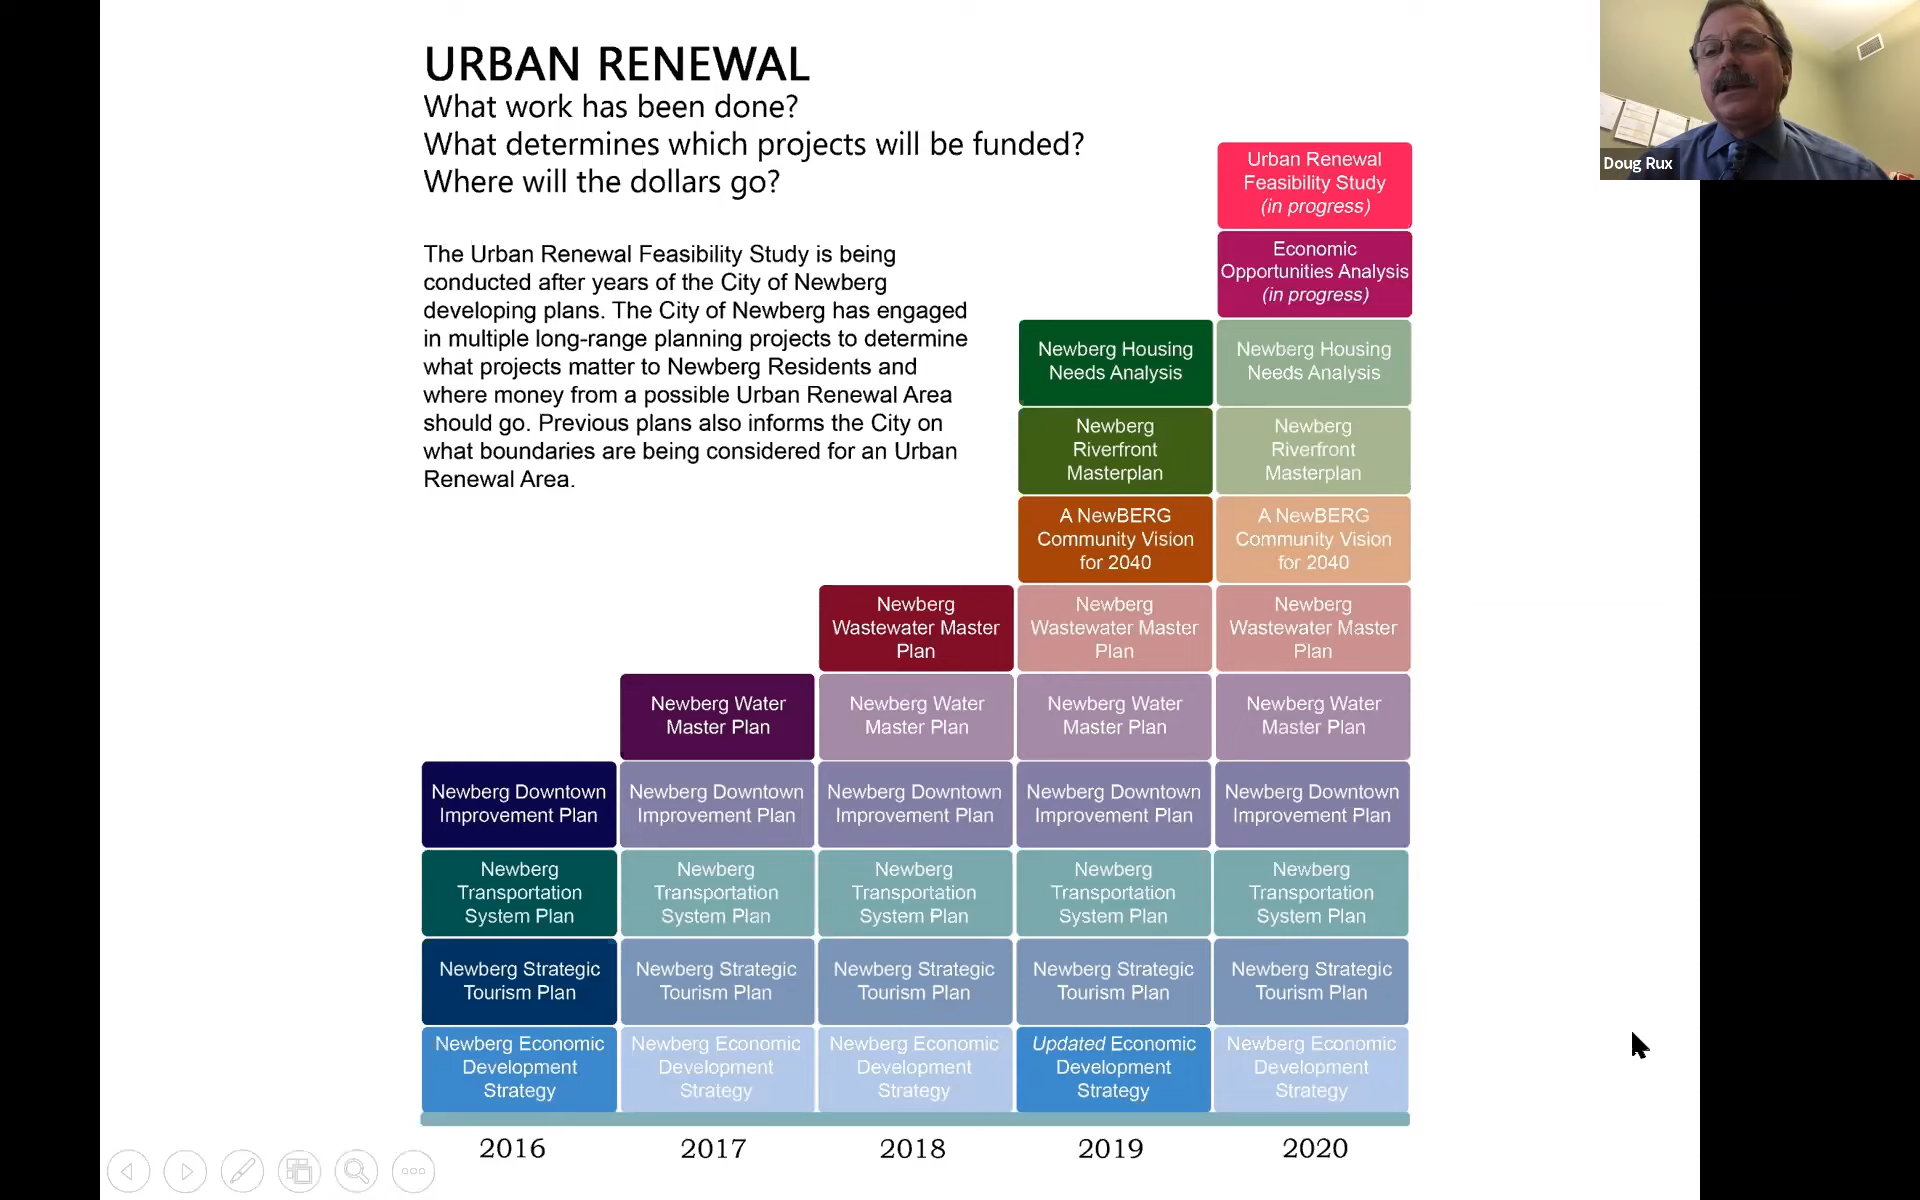 URBAN RENEWAL
What work has been done?
What determines which projects will be funded?
Where will the dollars go?
The Urban Renewal Feasibility Study is being
conducted after years of the City of Newberg
developing plans. The City of Newberg has engaged
in multiple long-range planning projects to determine
what projects matter to Newberg Residents and
where money from a possible Urban Renewal Area
should go. Previous plans also informs the City on
what boundaries are being considered for an Urban
Renewal Area.
Doug Rux
Urban Renewal
Feasibility Study
(in progress)
Economic
Opportunities Analysis
(in progress)
Newberg Housing
Needs Analysis
Newberg Housing
Needs Analysis
Newberg
Riverfront
Masterplan
Newberg
Riverfront
Masterplan
A NewBERG
Community Vision
for 2040
A NewBERG
Community Vision
for 2040
Newberg
Wastewater Master
Plan
Newberg
Wastewater Master
Plan
Newberg
Wastewater Master
Plan
Newberg Water
Master Plan
Newberg Water
Master Plan
Newberg Water
Master Plan
Newberg Water
Master Plan
Newberg Downtown
Improvement Plan
Newberg Downtown
Improvement Plan
Newberg Downtown
Improvement Plan
Newberg Downtown
Improvement Plan
Newberg Downtown
Improvement Plan
Newberg
Transportation
System Plan
Newberg
Transportation
System Plan
Newberg
Transportation
System Plan
Newberg
Transportation
System Plan
Newberg
Transportation
System Plan
Newberg Strategic
Tourism Plan
Newberg Strategic
Tourism Plan
Newberg Strategic
Tourism Plan
Newberg Strategic
Tourism Plan
Newberg Strategic
Tourism Plan
Newberg Economic
Development
Strategy
Newberg Economic
Development
Strategy
Newberg Economic
Development
Strategy
Updated Economic
Development
Strategy
Newberg Economic
Development
Strategy
2016
2017
2018
2019
2020